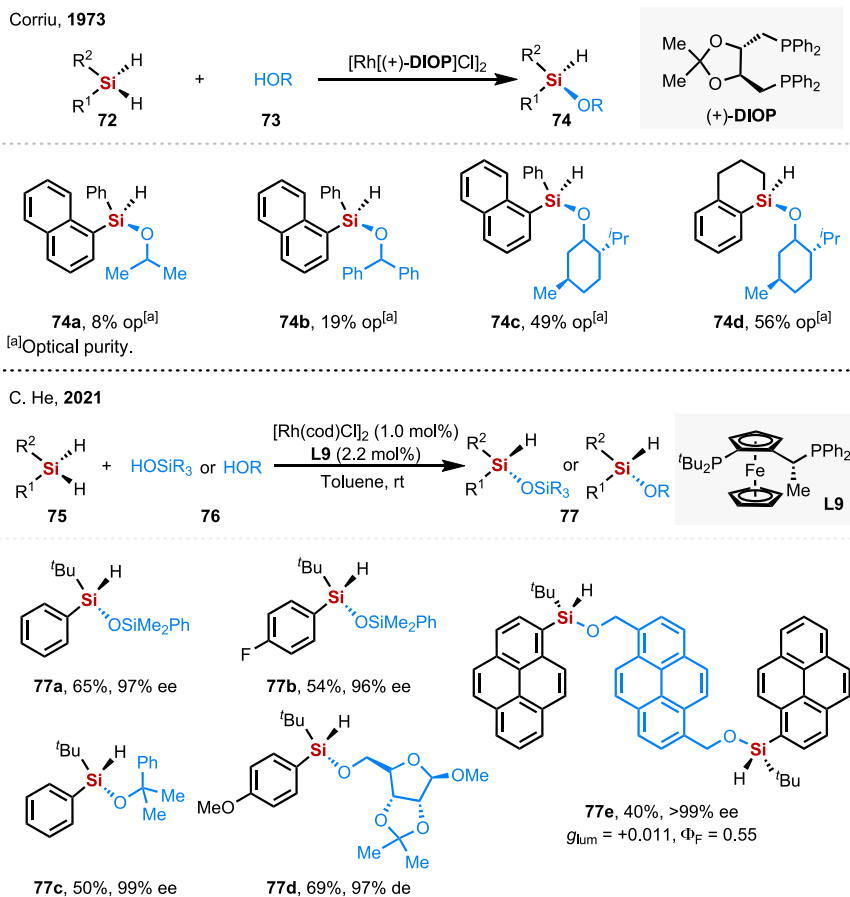 Corriu, 1973
R² H
Si
R¹ H
72
+
HOR
73
[Rh[(+)-DIOP]Cl]₂
R² H
Si
R¹ OR
74
Me O PPh₂
Me O PPh₂
(+)-DIOP
Ph H
Si
O
Me Me
74a, 8% op[a]
Ph H
Si
O
Ph Ph
74b, 19% op[a]
Ph H
Si
O
ⁱPr
Me
74c, 49% op[a]
H
Si
O
ⁱPr
Me
74d, 56% op[a]
[a]Optical purity.
C. He, 2021
R² H
Si
R¹ H
75
+
HOSiR₃ or HOR
76
[Rh(cod)Cl]₂ (1.0 mol%)
L9 (2.2 mol%)
Toluene, rt
R² H
Si
R¹ OSiR₃
or
R² H
Si
R¹ OR
77
ᵗBu₂P PPh₂
Fe
Me
L9
ᵗBu H
Si
OSiMe₂Ph
77a, 65%, 97% ee
ᵗBu H
Si
OSiMe₂Ph
F
77b, 54%, 96% ee
ᵗBu H
Si
O
O
Si
H ᵗBu
77e, 40%, >99% ee
g_lum = +0.011, Φ_F = 0.55
ᵗBu H
Si Ph
O Me
Me
77c, 50%, 99% ee
ᵗBu H
Si
O O OMe
MeO
O O
Me Me
77d, 69%, 97% de